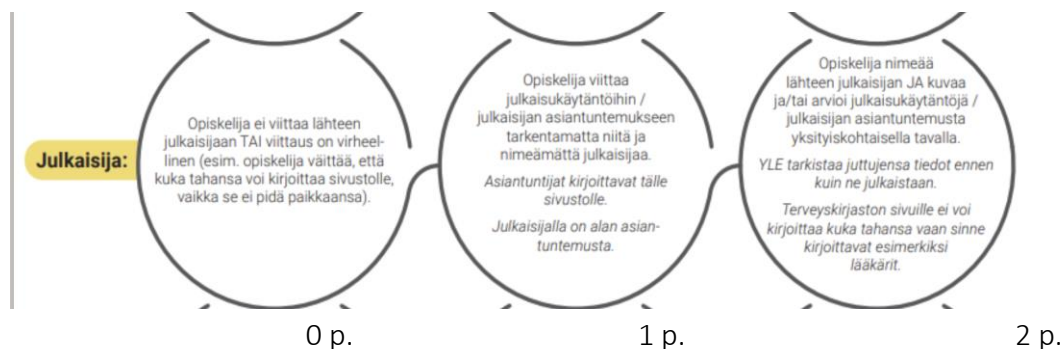 Julkaisija:
Opiskelija ei viittaa lähteen
julkaisijaan TAI viittaus on virheel-
linen (esim. opiskelija väittää, että
kuka tahansa voi kirjoittaa sivustolle,
vaikka se ei pidä paikkaansa).
Opiskelija viittaa
julkaisukäytäntöihin /
julkaisijan asiantuntemukseen
tarkentamatta niitä ja
nimeämättä julkaisijaa.
Asiantuntijat kirjoittavat tälle
sivustolle.
Julkaisijalla on alan asian-
tuntemusta.
Opiskelija nimeää
lähteen julkaisijan JA kuvaa
ja/tai arvioi julkaisukäytäntöjä /
julkaisijan asiantuntemusta
yksityiskohtaisella tavalla.
YLE tarkistaa juttujensa tiedot ennen
kuin ne julkaistaan.
Terveyskirjaston sivuille ei voi
kirjoittaa kuka tahansa vaan sinne
kirjoittavat esimerkiksi
lääkärit.
0 p.
1 p.
2 p.